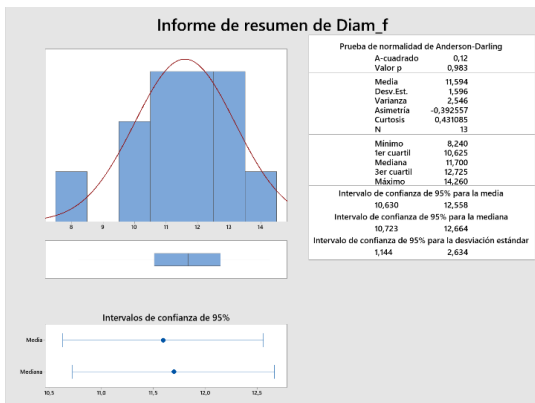 Informe de resumen de Diam_f
Prueba de normalidad de Anderson-Darling
A-cuadrado 0,12
Valor p 0,983
Media 11,594
Desv.Est. 1,596
Varianza 2,546
Asimetría -0,392557
Curtosis 0,431085
N 13
Mínimo 8,240
1er cuartil 10,625
Mediana 11,700
3er cuartil 12,725
Máximo 14,260
Intervalo de confianza de 95% para la media
10,630 12,558
Intervalo de confianza de 95% para la mediana
10,723 12,664
Intervalo de confianza de 95% para la desviación estándar
1,144 2,634
8 9 10 11 12 13 14
Intervalos de confianza de 95%
Media
Mediana
10,5 11,0 11,5 12,0 12,5